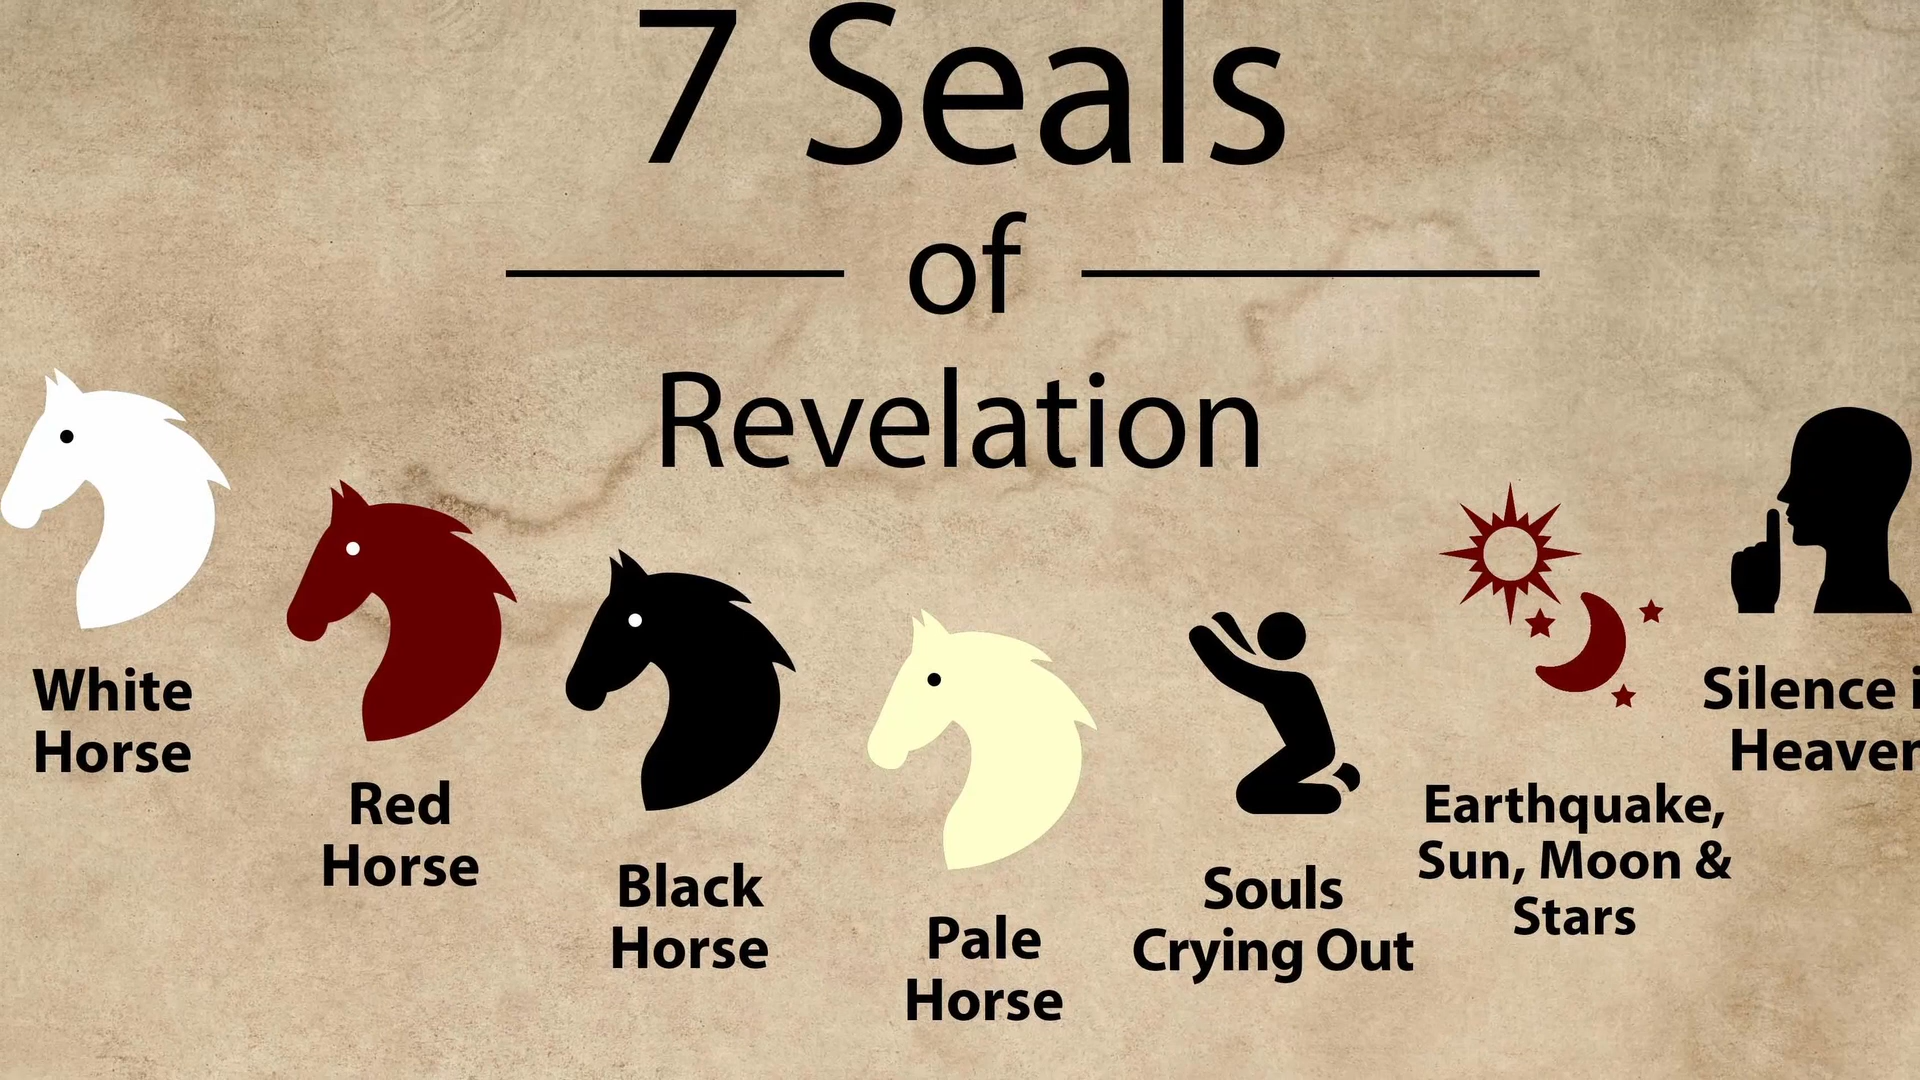 7 Seals
of
Revelation
White
Horse
Red
Horse
Black
Horse
Pale
Horse
Souls
Crying Out
Earthquake,
Sun, Moon &
Stars
Silence i
Heaven